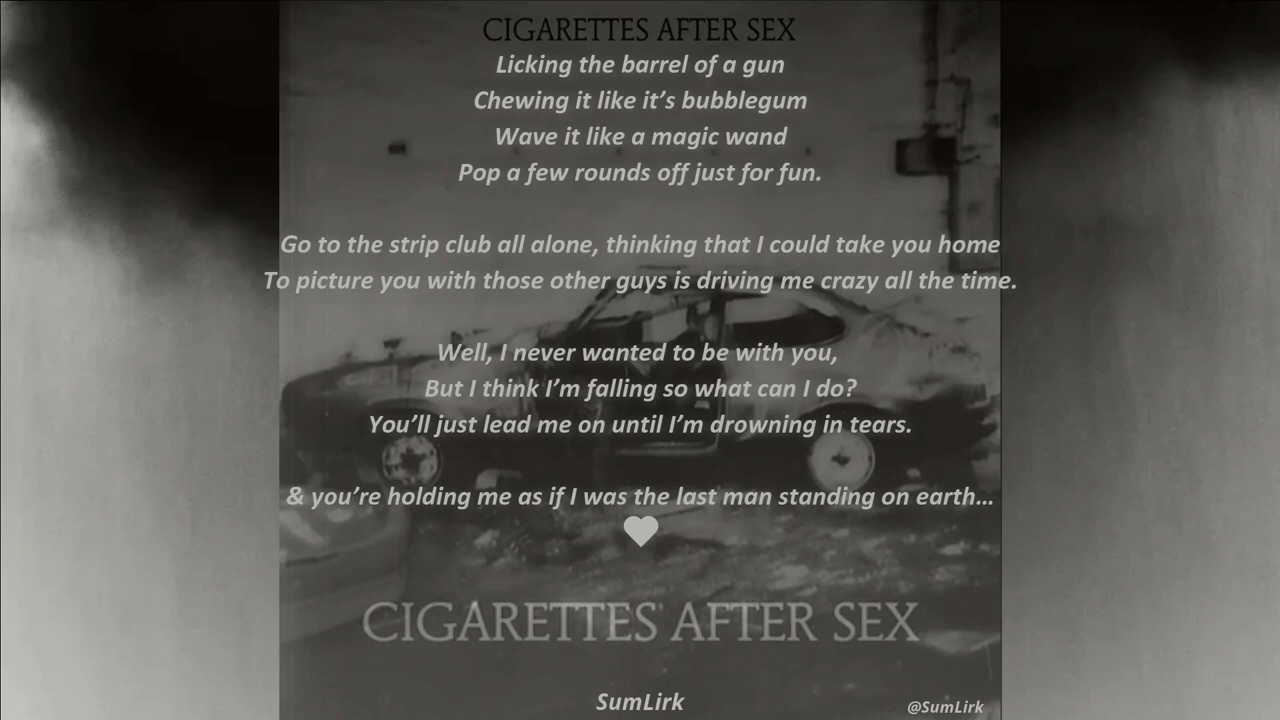 CIGARETTES AFTER SEX
Licking the barrel of a gun
Chewing it like it’s bubblegum
Wave it like a magic wand
Pop a few rounds off just for fun.
Go to the strip club all alone, thinking that I could take you home
To picture you with those other guys is driving me crazy all the time.
Well, I never wanted to be with you,
But I think I’m falling so what can I do?
You’ll just lead me on until I’m drowning in tears.
& you’re holding me as if I was the last man standing on earth...
CIGARETTES AFTER SEX
SumLirk
@SumLirk